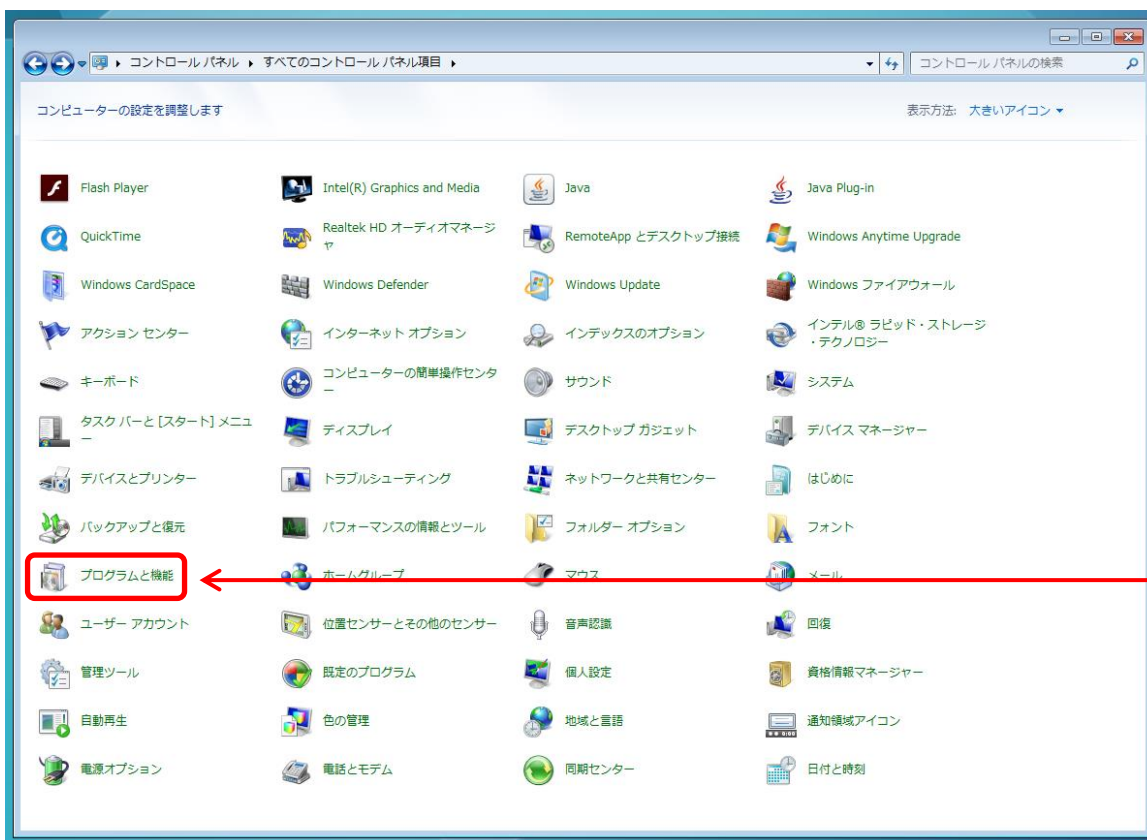 コントロール パネル ▸ すべてのコントロール パネル項目 ▸
コントロール パネルの検索
コンピューターの設定を調整します
表示方法: 大きいアイコン
Flash Player
Intel(R) Graphics and Media
Java
Java Plug-in
QuickTime
Realtek HD オーディオマネージ
ャ
RemoteApp とデスクトップ接続
Windows Anytime Upgrade
Windows CardSpace
Windows Defender
Windows Update
Windows ファイアウォール
アクション センター
インターネット オプション
インデックスのオプション
インテル® ラピッド・ストレージ
・テクノロジー
キーボード
コンピューターの簡単操作センタ
ー
サウンド
システム
タスク バーと [スタート] メニュ
ー
ディスプレイ
デスクトップ ガジェット
デバイス マネージャー
デバイスとプリンター
トラブルシューティング
ネットワークと共有センター
はじめに
バックアップと復元
パフォーマンスの情報とツール
フォルダー オプション
フォント
プログラムと機能
ホームグループ
マウス
メール
ユーザー アカウント
位置センサーとその他のセンサー
音声認識
回復
管理ツール
既定のプログラム
個人設定
資格情報マネージャー
自動再生
色の管理
地域と言語
通知領域アイコン
電源オプション
電話とモデム
同期センター
日付と時刻